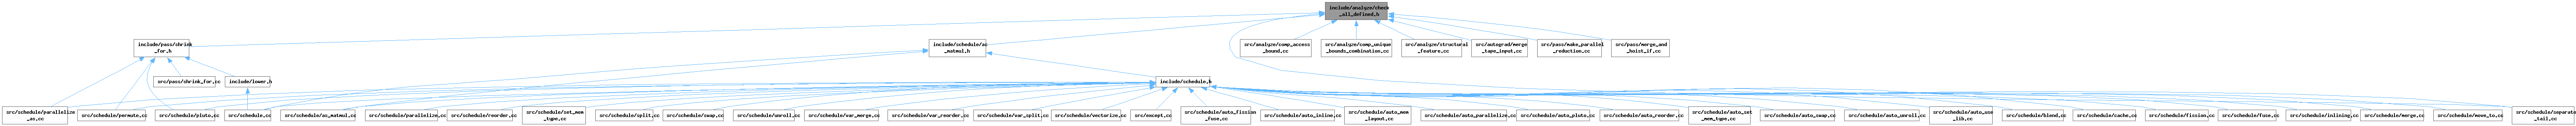 include/analyze/check
_all_defined.h
include/pass/shrink
_for.h
include/schedule/as
_matmul.h
src/analyze/comp_access
_bound.cc
src/analyze/comp_unique
_bounds_combination.cc
src/analyze/structural
_feature.cc
src/autograd/merge
_tape_input.cc
src/pass/make_parallel
_reduction.cc
src/pass/merge_and
_hoist_if.cc
src/pass/shrink_for.cc
include/lower.h
include/schedule.h
src/schedule/parallelize
_as.cc
src/schedule/permute.cc
src/schedule/pluto.cc
src/schedule.cc
src/schedule/as_matmul.cc
src/schedule/parallelize.cc
src/schedule/reorder.cc
src/schedule/set_mem
_type.cc
src/schedule/split.cc
src/schedule/swap.cc
src/schedule/unroll.cc
src/schedule/var_merge.cc
src/schedule/var_reorder.cc
src/schedule/var_split.cc
src/schedule/vectorize.cc
src/except.cc
src/schedule/auto_fission
_fuse.cc
src/schedule/auto_inline.cc
src/schedule/auto_mem
_layout.cc
src/schedule/auto_parallelize.cc
src/schedule/auto_pluto.cc
src/schedule/auto_reorder.cc
src/schedule/auto_set
_mem_type.cc
src/schedule/auto_swap.cc
src/schedule/auto_unroll.cc
src/schedule/auto_use
_lib.cc
src/schedule/blend.cc
src/schedule/cache.cc
src/schedule/fission.cc
src/schedule/fuse.cc
src/schedule/inlining.cc
src/schedule/merge.cc
src/schedule/move_to.cc
src/schedule/separate
_tail.cc